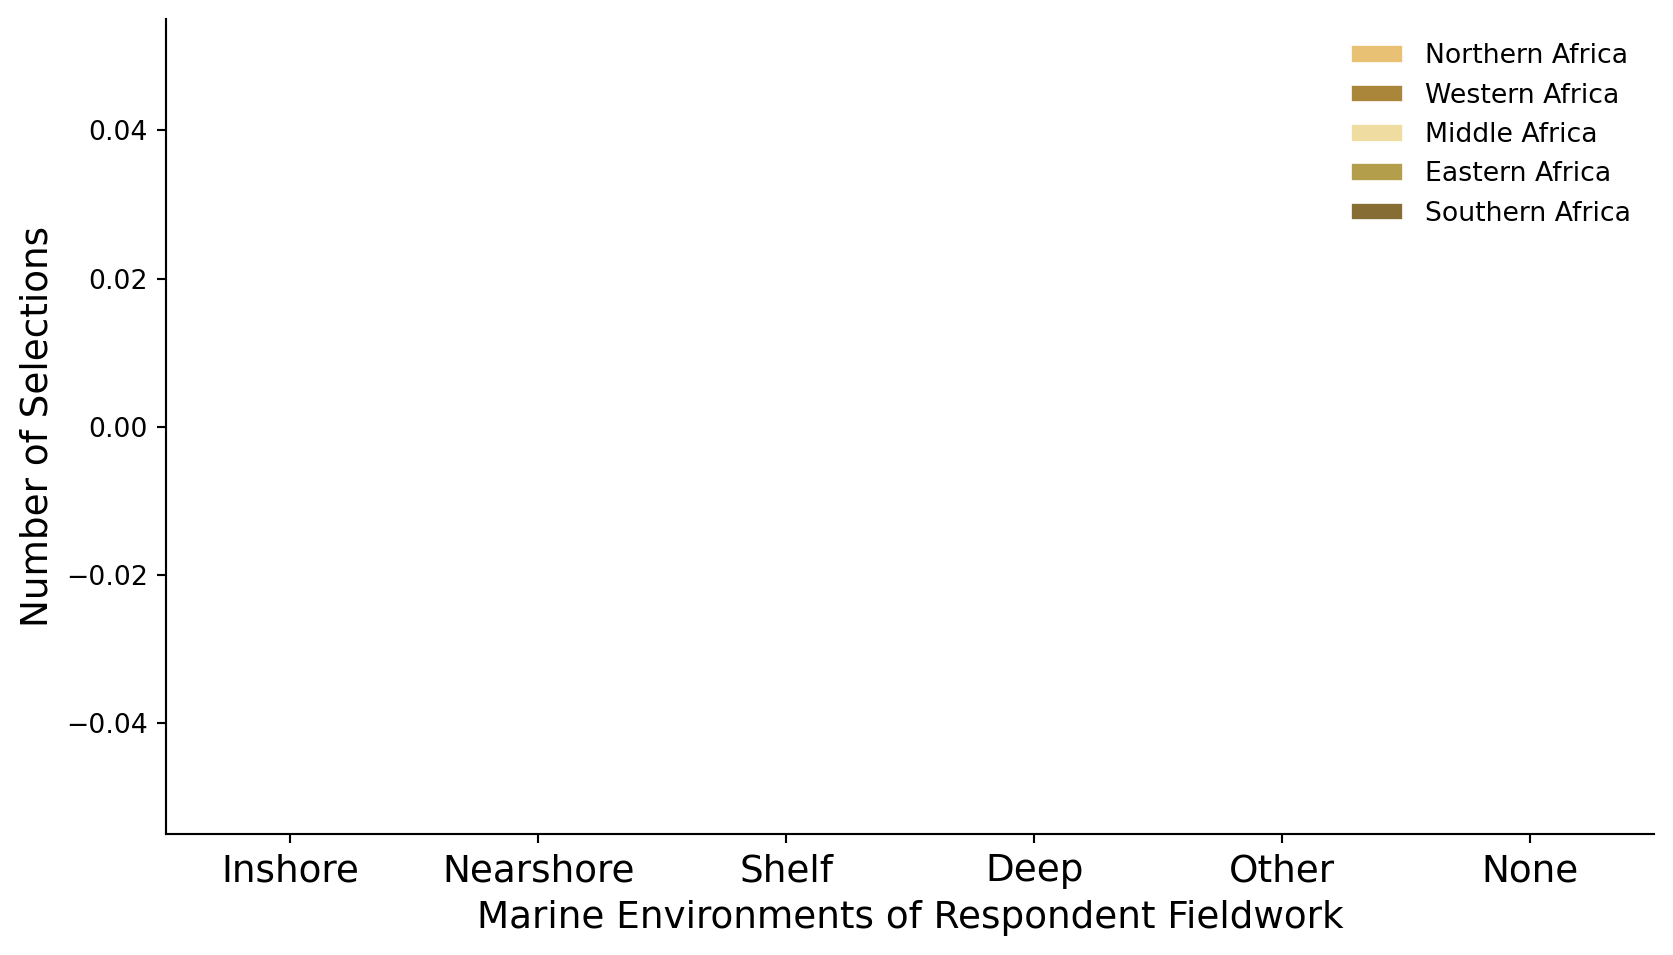 Northern Africa
Western Africa
Middle Africa
Eastern Africa
Southern Africa
Number of Selections
0.04
0.02
0.00
−0.02
−0.04
Inshore Nearshore Shelf Deep Other None
Marine Environments of Respondent Fieldwork